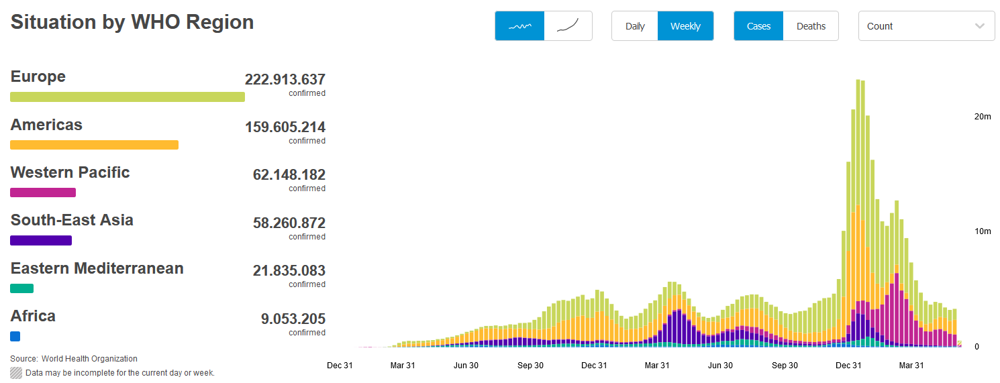 Situation by WHO Region
Daily
Weekly
Cases
Deaths
Count
Europe
222.913.637
confirmed
Americas
159.605.214
confirmed
Western Pacific
62.148.182
confirmed
South-East Asia
58.260.872
confirmed
Eastern Mediterranean
21.835.083
confirmed
Africa
9.053.205
confirmed
20m
10m
0
Dec 31
Mar 31
Jun 30
Sep 30
Dec 31
Mar 31
Jun 30
Sep 30
Dec 31
Mar 31
Source: World Health Organization
Data may be incomplete for the current day or week.